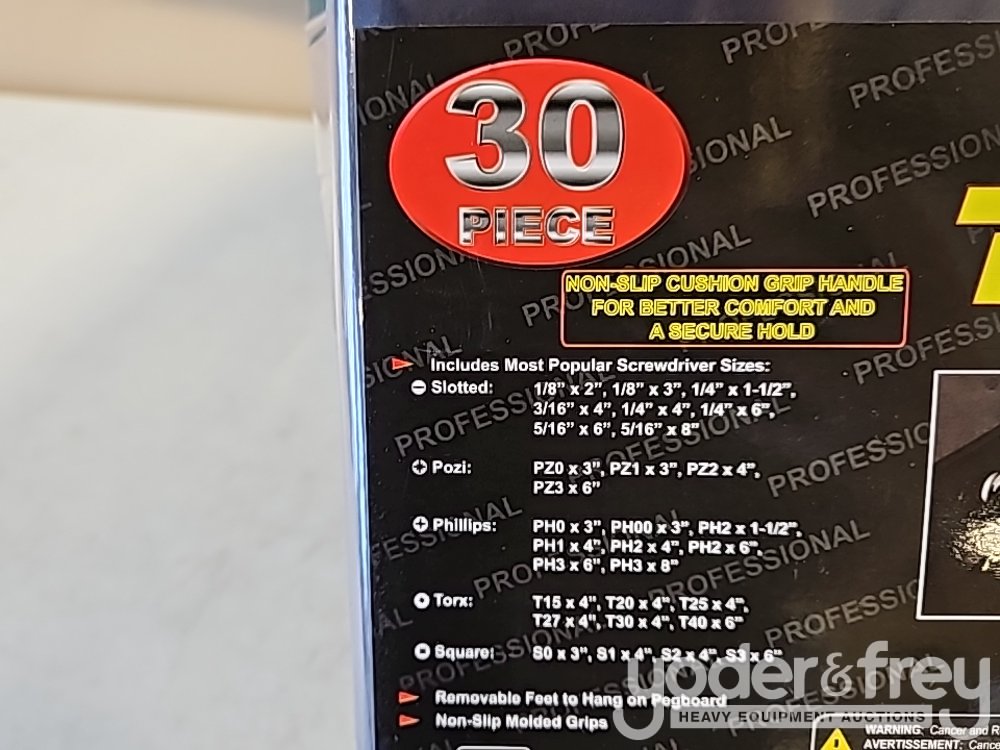 30
PIECE
NON-SLIP CUSHION GRIP HANDLE
FOR BETTER COMFORT AND
A SECURE HOLD
Includes Most Popular Screwdriver Sizes:
Slotted: 1/8" x 2", 1/8" x 3", 1/4" x 1-1/2",
3/16" x 4", 1/4" x 4", 1/4" x 6",
5/16" x 6", 5/16" x 8"
Pozi: PZ0 x 3", PZ1 x 3", PZ2 x 4",
PZ3 x 6"
Phillips: PH0 x 3", PH00 x 3", PH2 x 1-1/2",
PH1 x 4", PH2 x 4", PH2 x 6",
PH3 x 6", PH3 x 8"
Torx: T15 x 4", T20 x 4", T25 x 4",
T27 x 4", T30 x 4", T40 x 6"
Square: S0 x 3", S1 x 4", S2 x 4", S3 x 6"
Removable Feet to Hang on Pegboard
Non-Slip Molded Grips
yoder&frey
HEAVY EQUIPMENT AUCTIONS
WARNING: Cancer and
AVERTISSEMENT:
PROFESSIONAL